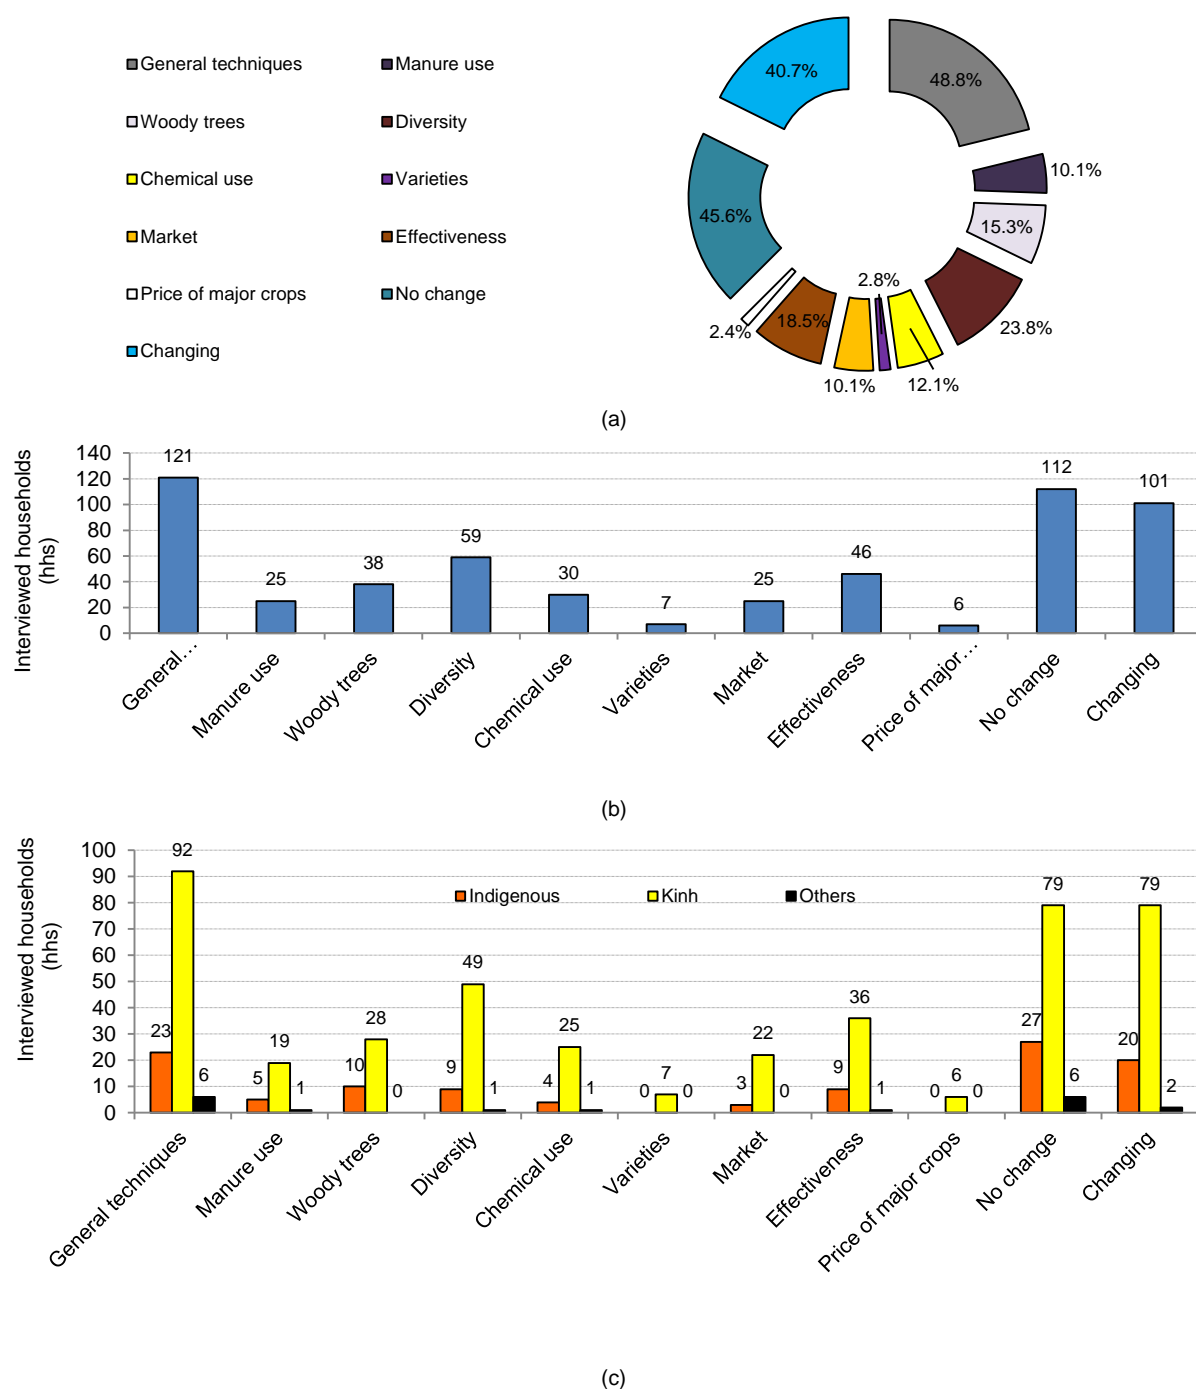 General techniques Manure use
Woody trees Diversity
Chemical use Varieties
Market Effectiveness
Price of major crops No change
Changing
40.7%
48.8%
10.1%
15.3%
45.6%
2.8%
18.5%
2.4%
23.8%
10.1%
12.1%
(a)
Interviewed households
(hhs)
140
120
100
80
60
40
20
0
121
25
38
59
30
7
25
46
6
112
101
General...
Manure use
Woody trees
Diversity
Chemical use
Varieties
Market
Effectiveness
Price of major...
No change
Changing
(b)
Interviewed households
(hhs)
100
90
80
70
60
50
40
30
20
10
0
Indigenous Kinh Others
23 92 6
5 19 1
10 28 0
9 49 1
4 25 1
0 7 0
3 22 0
9 36 1
0 6 0
27 79 6
20 79 2
General techniques
Manure use
Woody trees
Diversity
Chemical use
Varieties
Market
Effectiveness
Price of major crops
No change
Changing
(c)